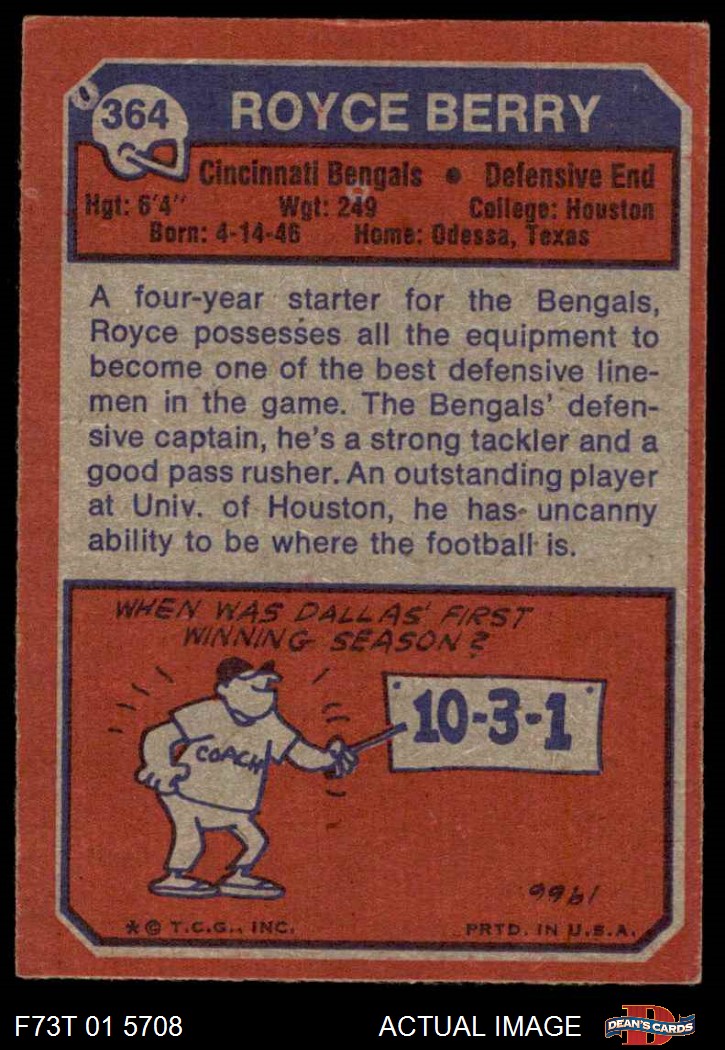 364
ROYCE BERRY
Cincinnati Bengals • Defensive End
Hgt: 6'4" Wgt: 249 College: Houston
Born: 4-14-46 Home: Odessa, Texas
A four-year starter for the Bengals,
Royce possesses all the equipment to
become one of the best defensive line-
men in the game. The Bengals' defen-
sive captain, he's a strong tackler and a
good pass rusher. An outstanding player
at Univ. of Houston, he has uncanny
ability to be where the football is.
WHEN WAS DALLAS' FIRST
WINNING SEASON?
10-3-1
COACH
1966
* © T.C.G., INC. PRTD. IN U.S.A.
F73T 01 5708 ACTUAL IMAGE D DEAN'S CARDS